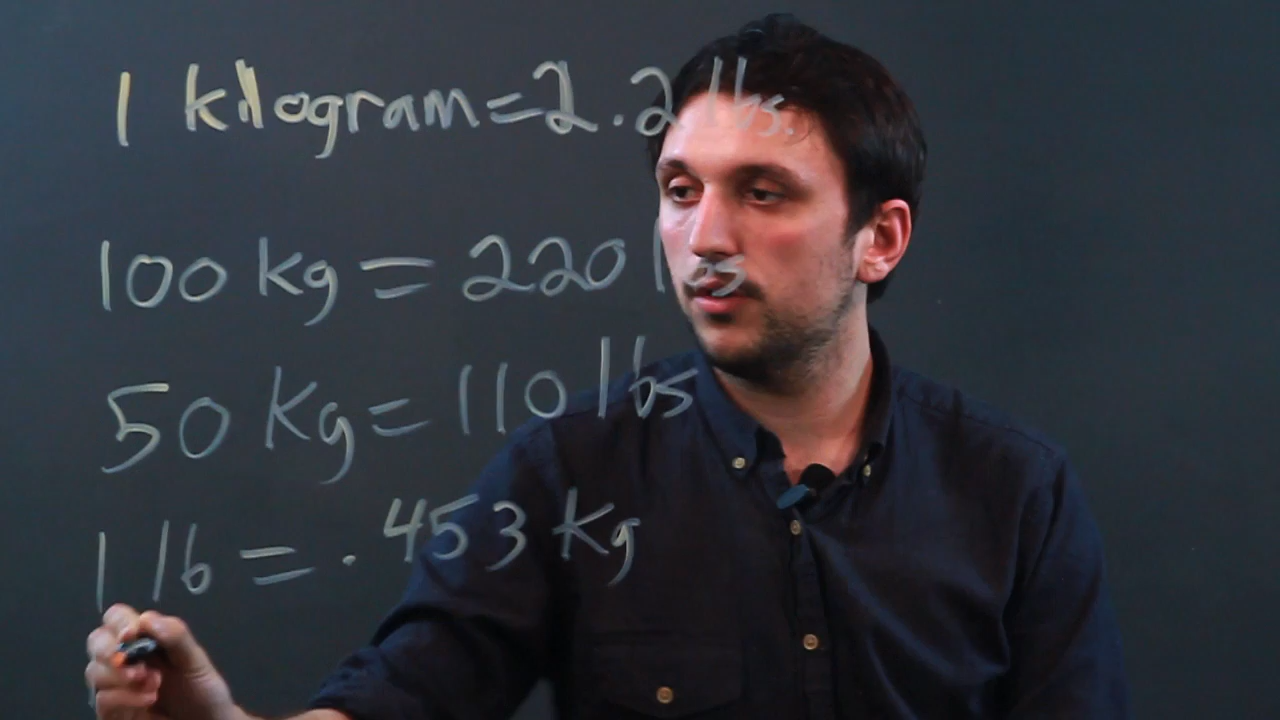 1 kilogram=2.2 lbs.
100 kg = 220 lbs
50 Kg= 110 lbs
1 lb = .453 Kg